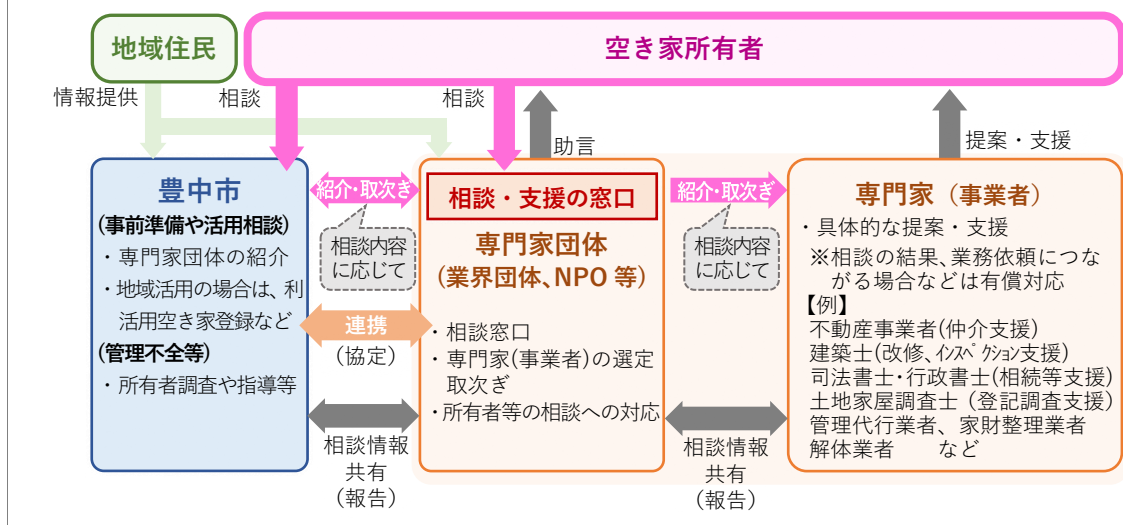 地域住民
空き家所有者
情報提供
相談
相談
助言
提案・支援
豊中市
(事前準備や活用相談)
・専門家団体の紹介
・地域活用の場合は、利
活用空き家登録など
(管理不全等)
・所有者調査や指導等
紹介・取次ぎ
相談内容
に応じて
連携
(協定)
相談情報
共有
(報告)
相談・支援の窓口
専門家団体
(業界団体、NPO 等)
・相談窓口
・専門家(事業者)の選定
取次ぎ
・所有者等の相談への対応
紹介・取次ぎ
相談内容
に応じて
相談情報
共有
(報告)
専門家（事業者）
・具体的な提案・支援
※相談の結果、業務依頼につな
がる場合などは有償対応
【例】
不動産事業者(仲介支援)
建築士(改修、インスペクション支援)
司法書士・行政書士(相続等支援)
土地家屋調査士 (登記調査支援)
管理代行業者、家財整理業者
解体業者　　など